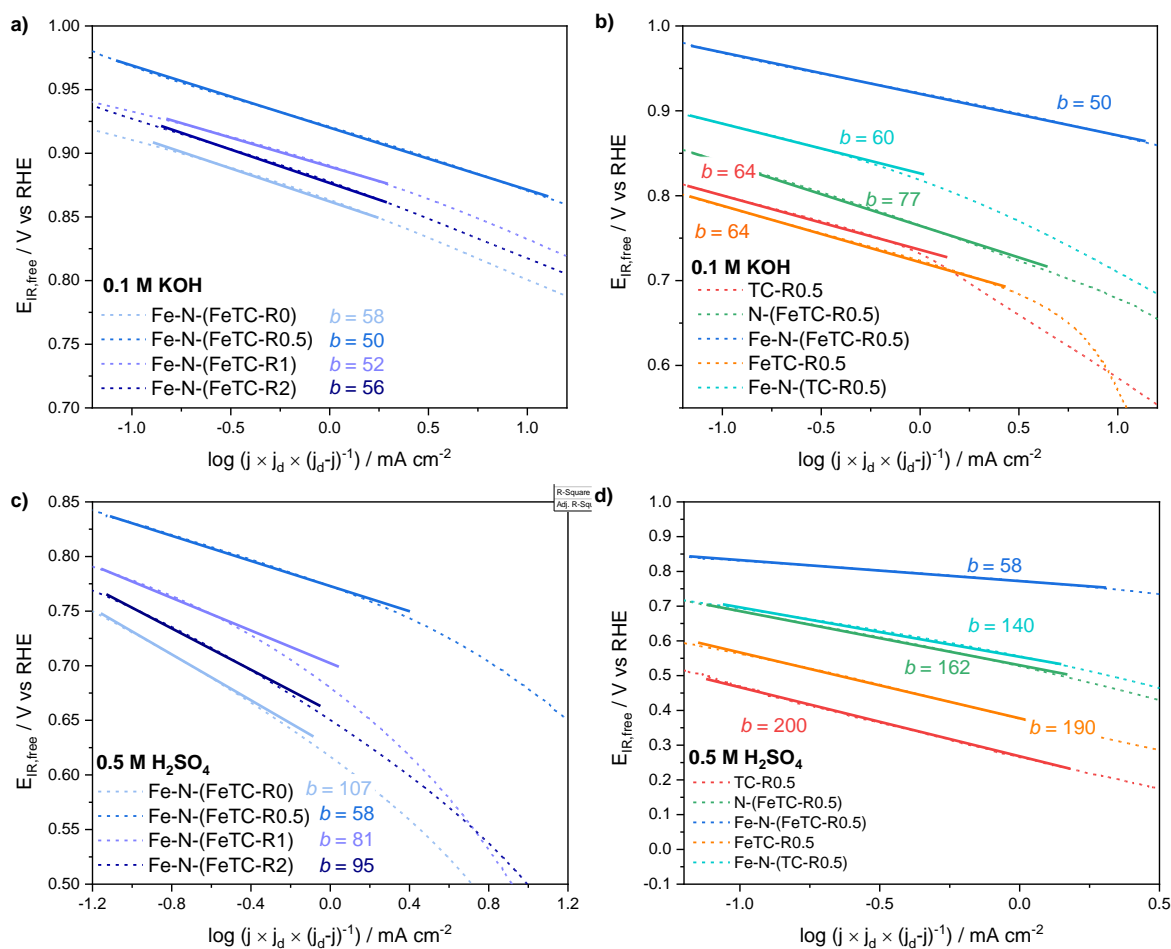 a)
1.00
0.95
0.90
0.85
0.80
0.75
0.70
E_IR,free / V vs RHE
0.1 M KOH
Fe-N-(FeTC-R0) b = 58
Fe-N-(FeTC-R0.5) b = 50
Fe-N-(FeTC-R1) b = 52
Fe-N-(FeTC-R2) b = 56
-1.0 -0.5 0.0 0.5 1.0
log (j × j_d × (j_d-j)⁻¹) / mA cm⁻²
b)
1.0
0.9
0.8
0.7
0.6
E_IR,free / V vs RHE
b = 50
b = 60
b = 64
b = 77
b = 64
0.1 M KOH
TC-R0.5
N-(FeTC-R0.5)
Fe-N-(FeTC-R0.5)
FeTC-R0.5
Fe-N-(TC-R0.5)
-1.0 -0.5 0.0 0.5 1.0
log (j × j_d × (j_d-j)⁻¹) / mA cm⁻²
c)
R-Square
Adj. R-Squ
0.85
0.80
0.75
0.70
0.65
0.60
0.55
0.50
E_IR,free / V vs RHE
0.5 M H₂SO₄
Fe-N-(FeTC-R0) b = 107
Fe-N-(FeTC-R0.5) b = 58
Fe-N-(FeTC-R1) b = 81
Fe-N-(FeTC-R2) b = 95
-1.2 -0.8 -0.4 0.0 0.4 0.8 1.2
log (j × j_d × (j_d-j)⁻¹) / mA cm⁻²
d)
1.0
0.9
0.8
0.7
0.6
0.5
0.4
0.3
0.2
0.1
0.0
-0.1
E_IR,free / V vs RHE
b = 58
b = 140
b = 162
b = 200
b = 190
0.5 M H₂SO₄
TC-R0.5
N-(FeTC-R0.5)
Fe-N-(FeTC-R0.5)
FeTC-R0.5
Fe-N-(TC-R0.5)
-1.0 -0.5 0.0 0.5
log (j × j_d × (j_d-j)⁻¹) / mA cm⁻²